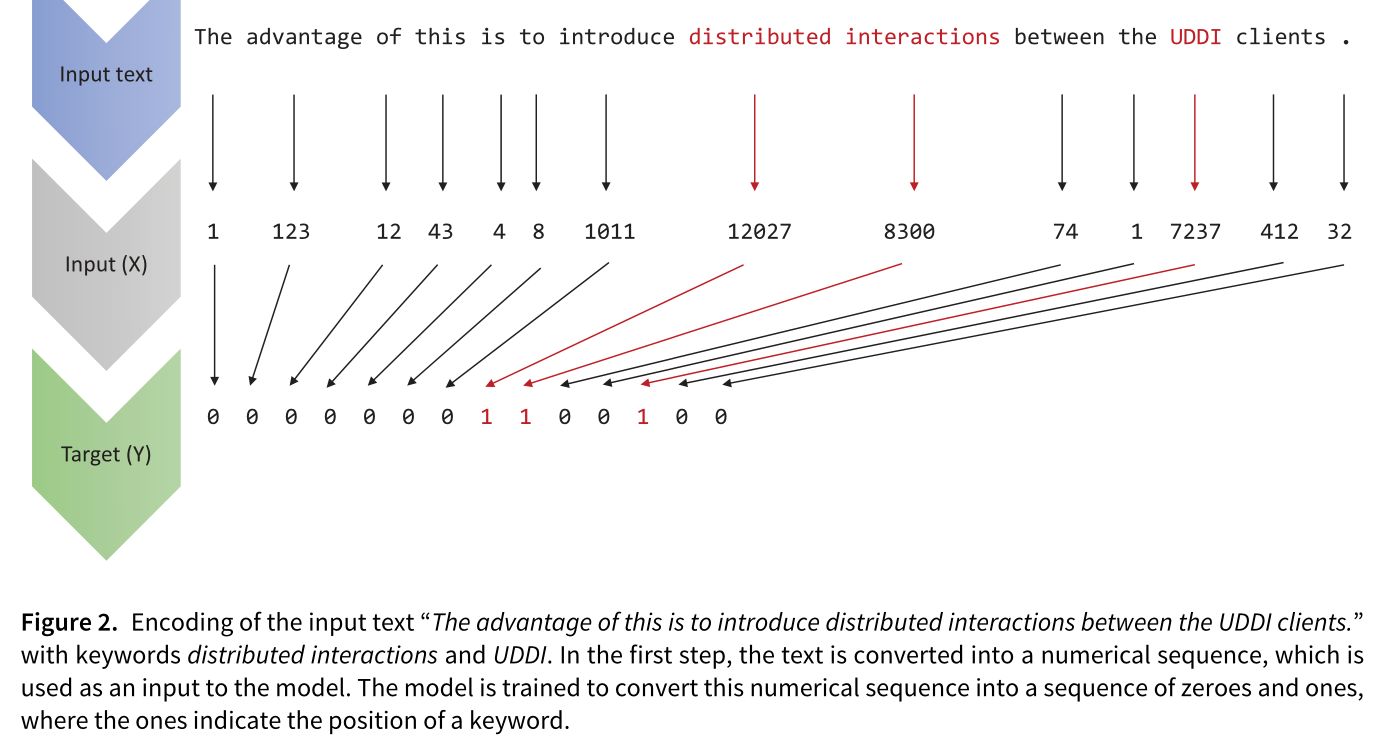 The advantage of this is to introduce distributed interactions between the UDDI clients .
Input text
1 123 12 43 4 8 1011 12027 8300 74 1 7237 412 32
Input (X)
0 0 0 0 0 0 0 1 1 0 0 1 0 0
Target (Y)
Figure 2. Encoding of the input text “The advantage of this is to introduce distributed interactions between the UDDI clients.”
with keywords distributed interactions and UDDI. In the first step, the text is converted into a numerical sequence, which is
used as an input to the model. The model is trained to convert this numerical sequence into a sequence of zeroes and ones,
where the ones indicate the position of a keyword.